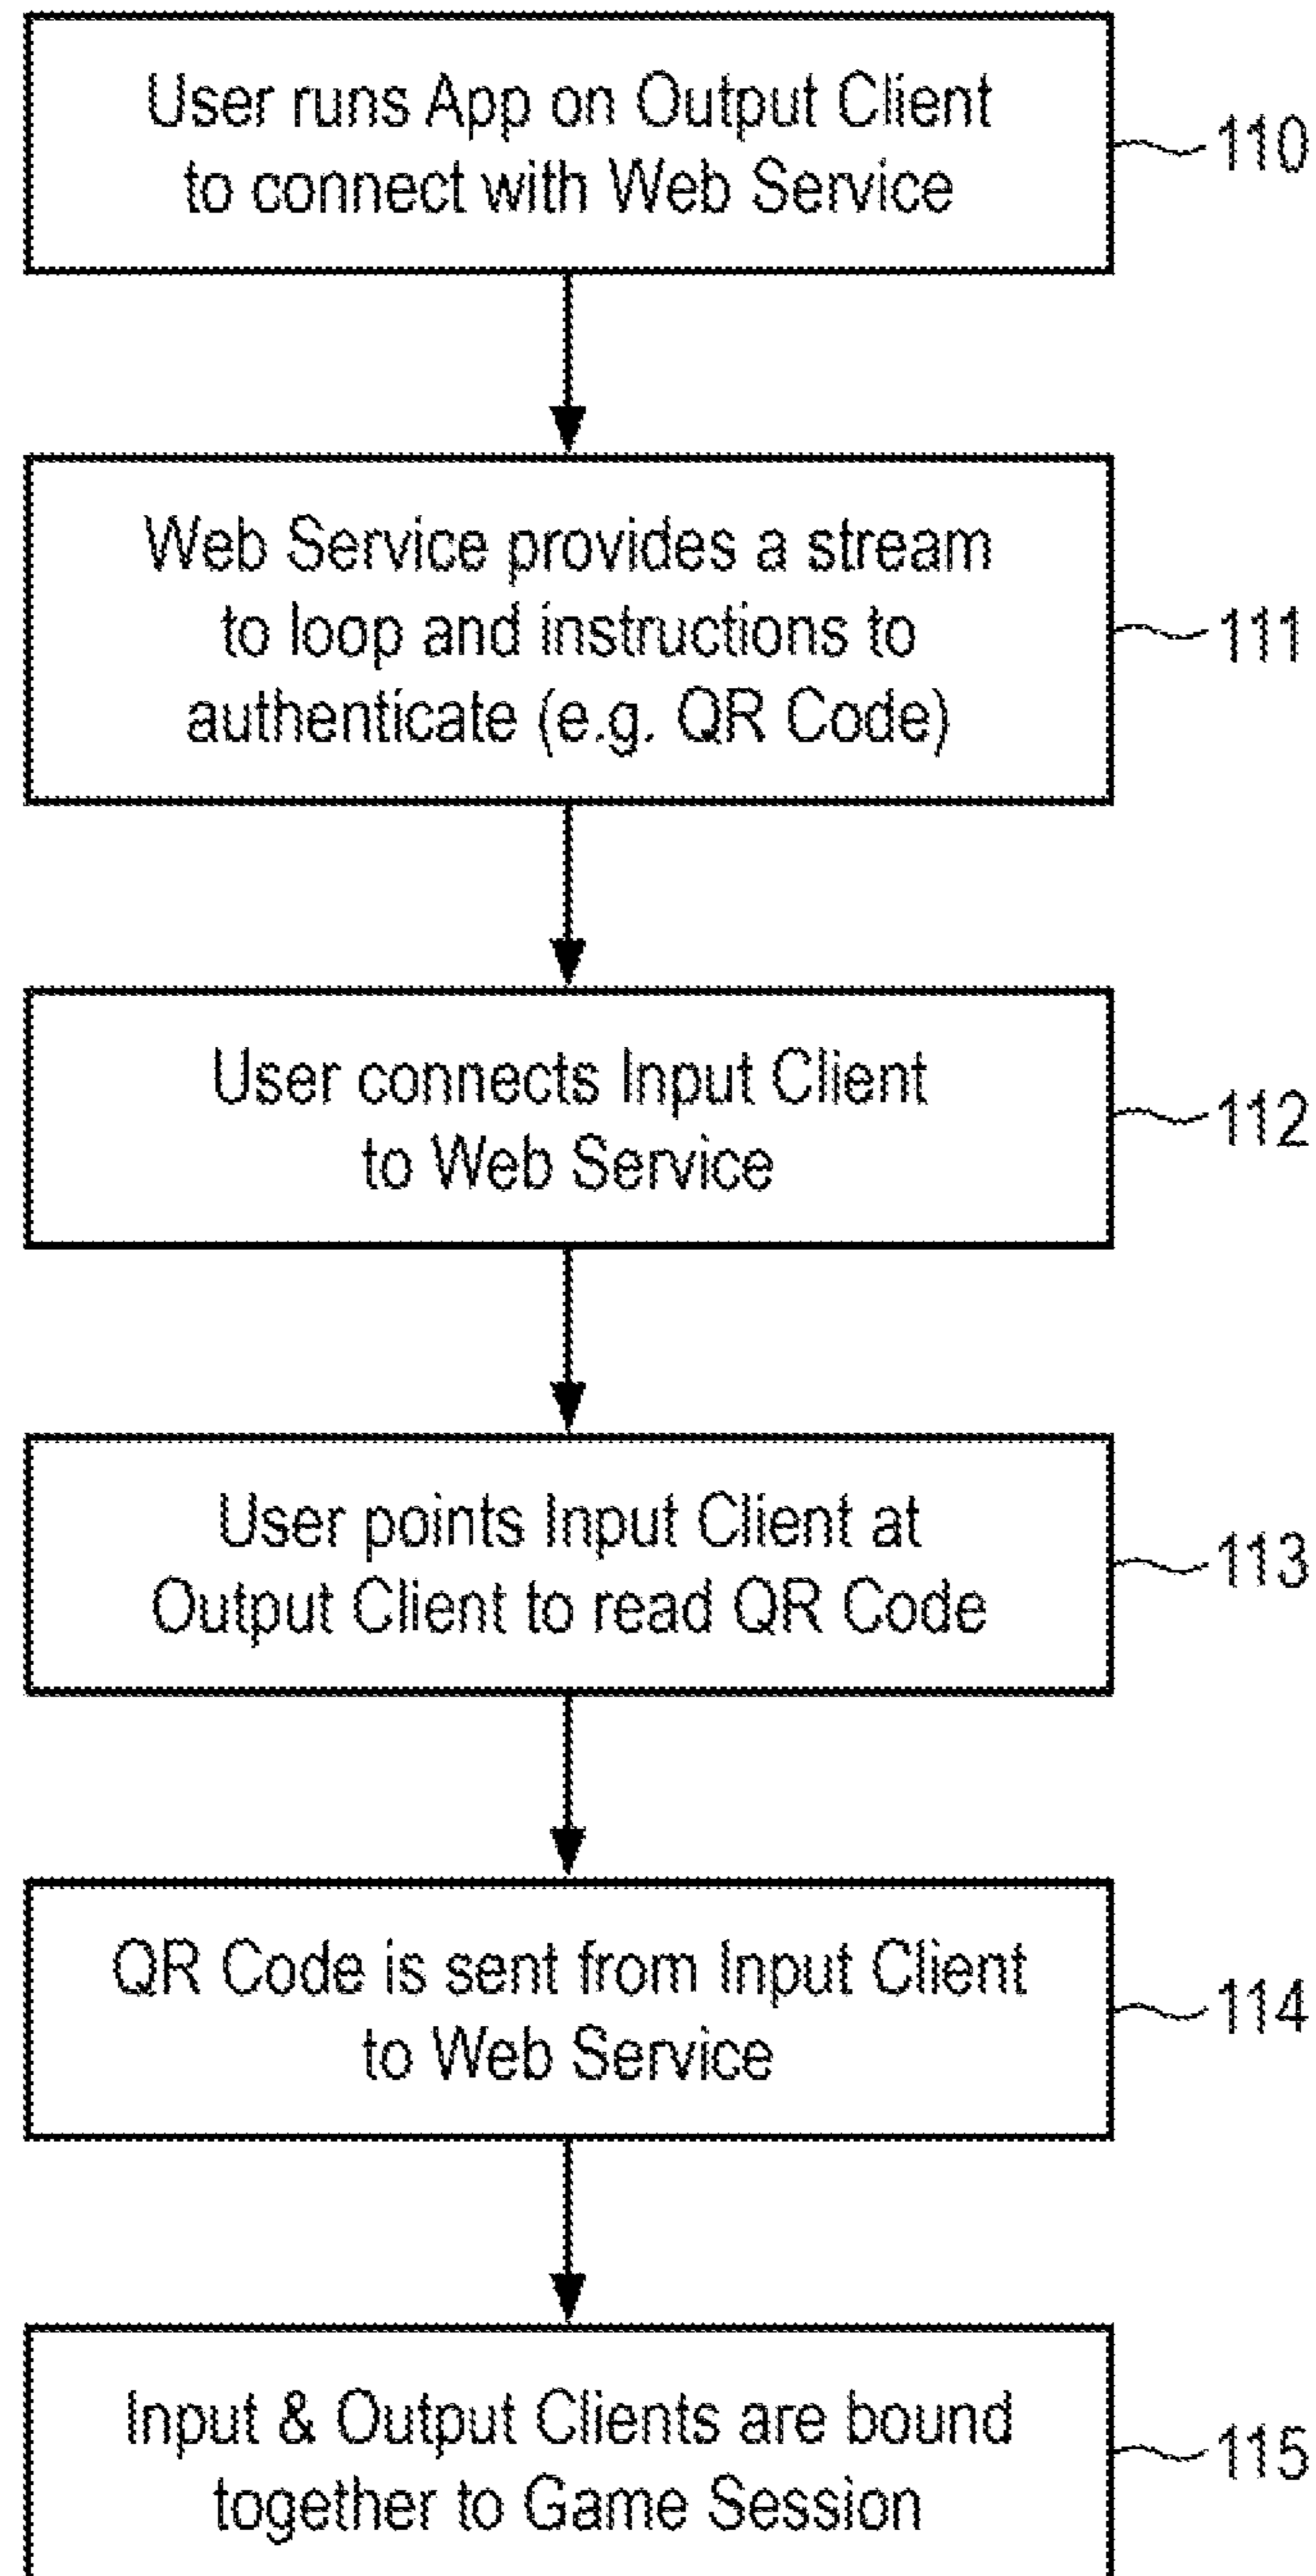 User runs App on Output Client
to connect with Web Service
110
Web Service provides a stream
to loop and instructions to
authenticate (e.g. QR Code)
111
User connects Input Client
to Web Service
112
User points Input Client at
Output Client to read QR Code
113
QR Code is sent from Input Client
to Web Service
114
Input & Output Clients are bound
together to Game Session
115